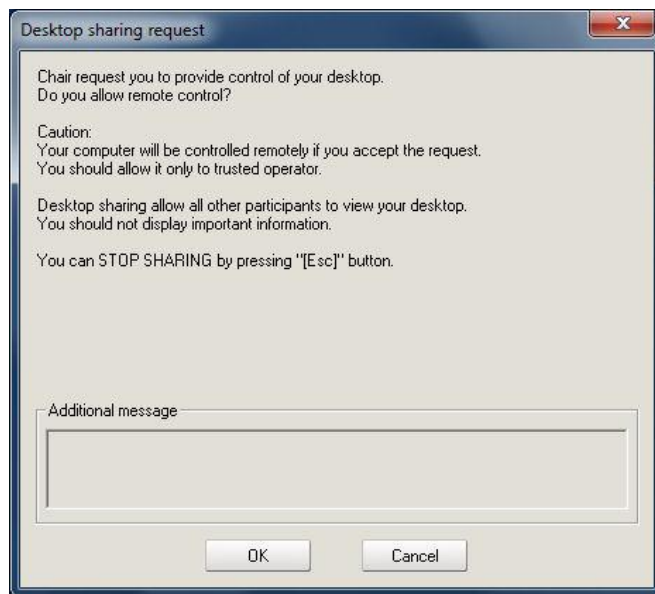 Desktop sharing request
Chair request you to provide control of your desktop.
Do you allow remote control?
Caution:
Your computer will be controlled remotely if you accept the request.
You should allow it only to trusted operator.
Desktop sharing allow all other participants to view your desktop.
You should not display important information.
You can STOP SHARING by pressing "[Esc]" button.
Additional message
OK
Cancel